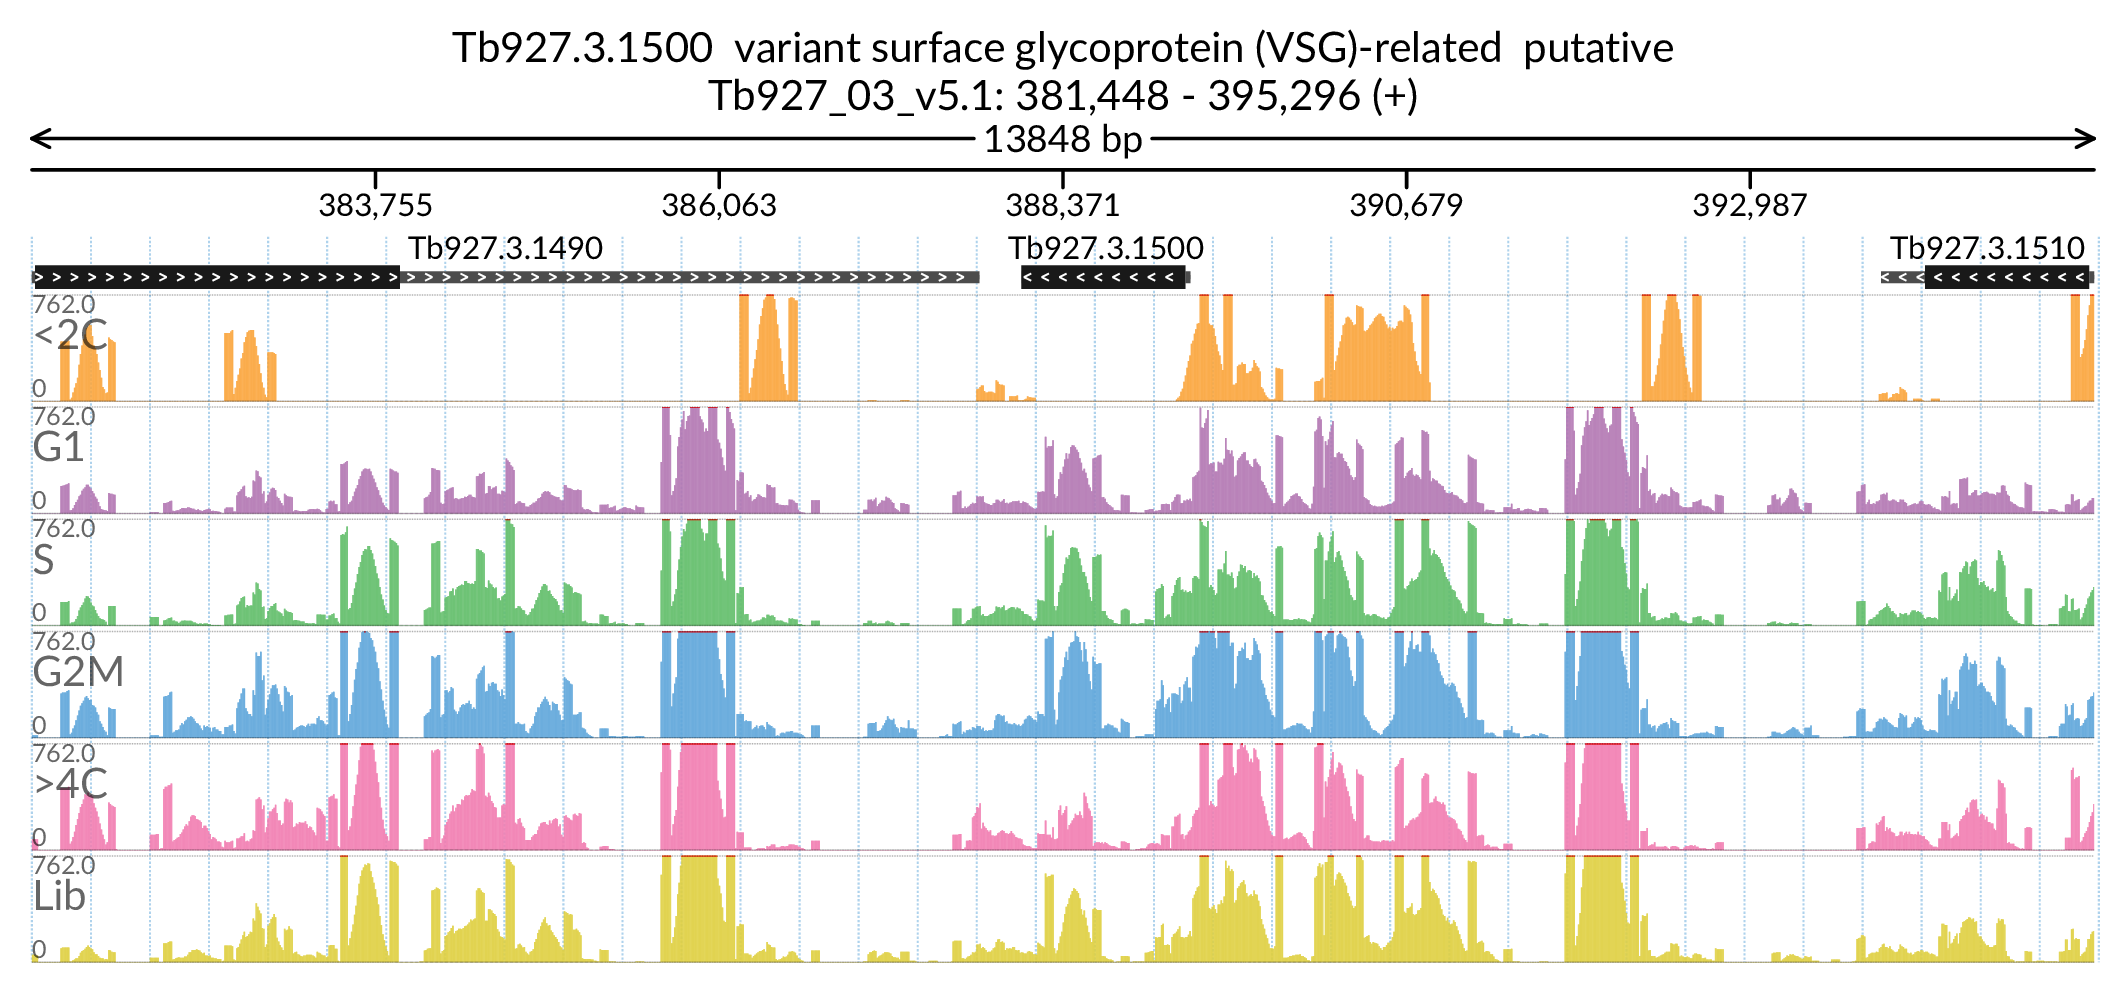 Tb927.3.1500 variant surface glycoprotein (VSG)-related putative
Tb927_03_v5.1: 381,448 - 395,296 (+)
13848 bp
383,755 386,063 388,371 390,679 392,987
Tb927.3.1490 Tb927.3.1500 Tb927.3.1510
762.0
<2C
0
762.0
G1
0
762.0
S
0
762.0
G2M
0
762.0
>4C
0
762.0
Lib
0